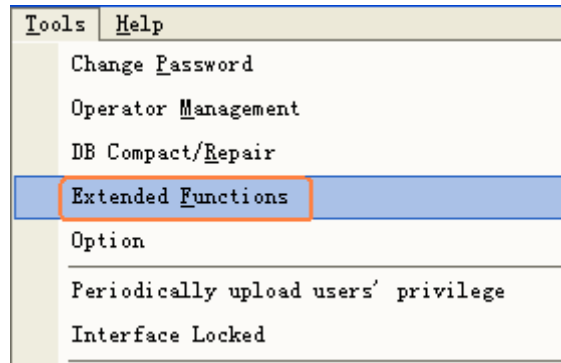 Tools Help
Change Password
Operator Management
DB Compact/Repair
Extended Functions
Option
Periodically upload users' privilege
Interface Locked